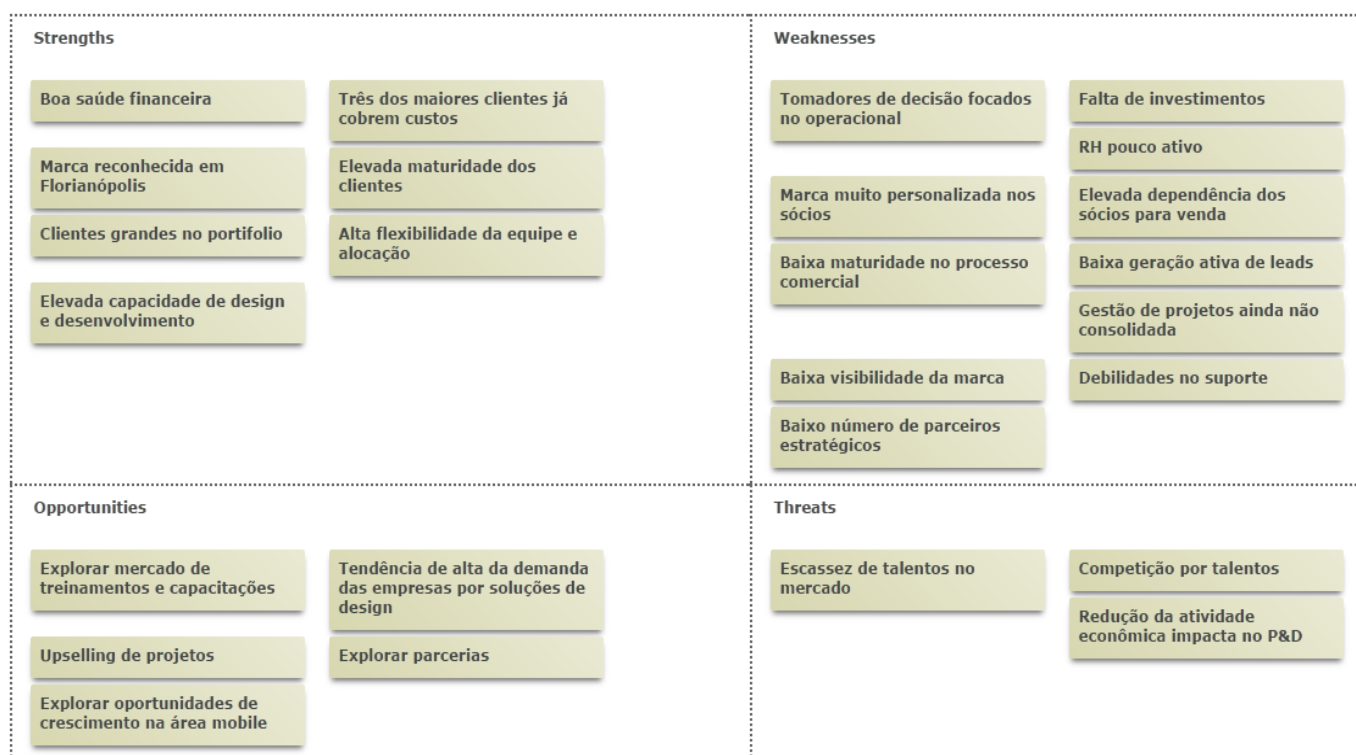 Strengths
Boa saúde financeira
Três dos maiores clientes já
cobrem custos
Marca reconhecida em
Florianópolis
Elevada maturidade dos
clientes
Clientes grandes no portifolio
Alta flexibilidade da equipe e
alocação
Elevada capacidade de design
e desenvolvimento
Weaknesses
Tomadores de decisão focados
no operacional
Falta de investimentos
RH pouco ativo
Marca muito personalizada nos
sócios
Elevada dependência dos
sócios para venda
Baixa maturidade no processo
comercial
Baixa geração ativa de leads
Gestão de projetos ainda não
consolidada
Baixa visibilidade da marca
Debilidades no suporte
Baixo número de parceiros
estratégicos
Opportunities
Explorar mercado de
treinamentos e capacitações
Tendência de alta da demanda
das empresas por soluções de
design
Upselling de projetos
Explorar parcerias
Explorar oportunidades de
crescimento na área mobile
Threats
Escassez de talentos no
mercado
Competição por talentos
Redução da atividade
econômica impacta no P&D